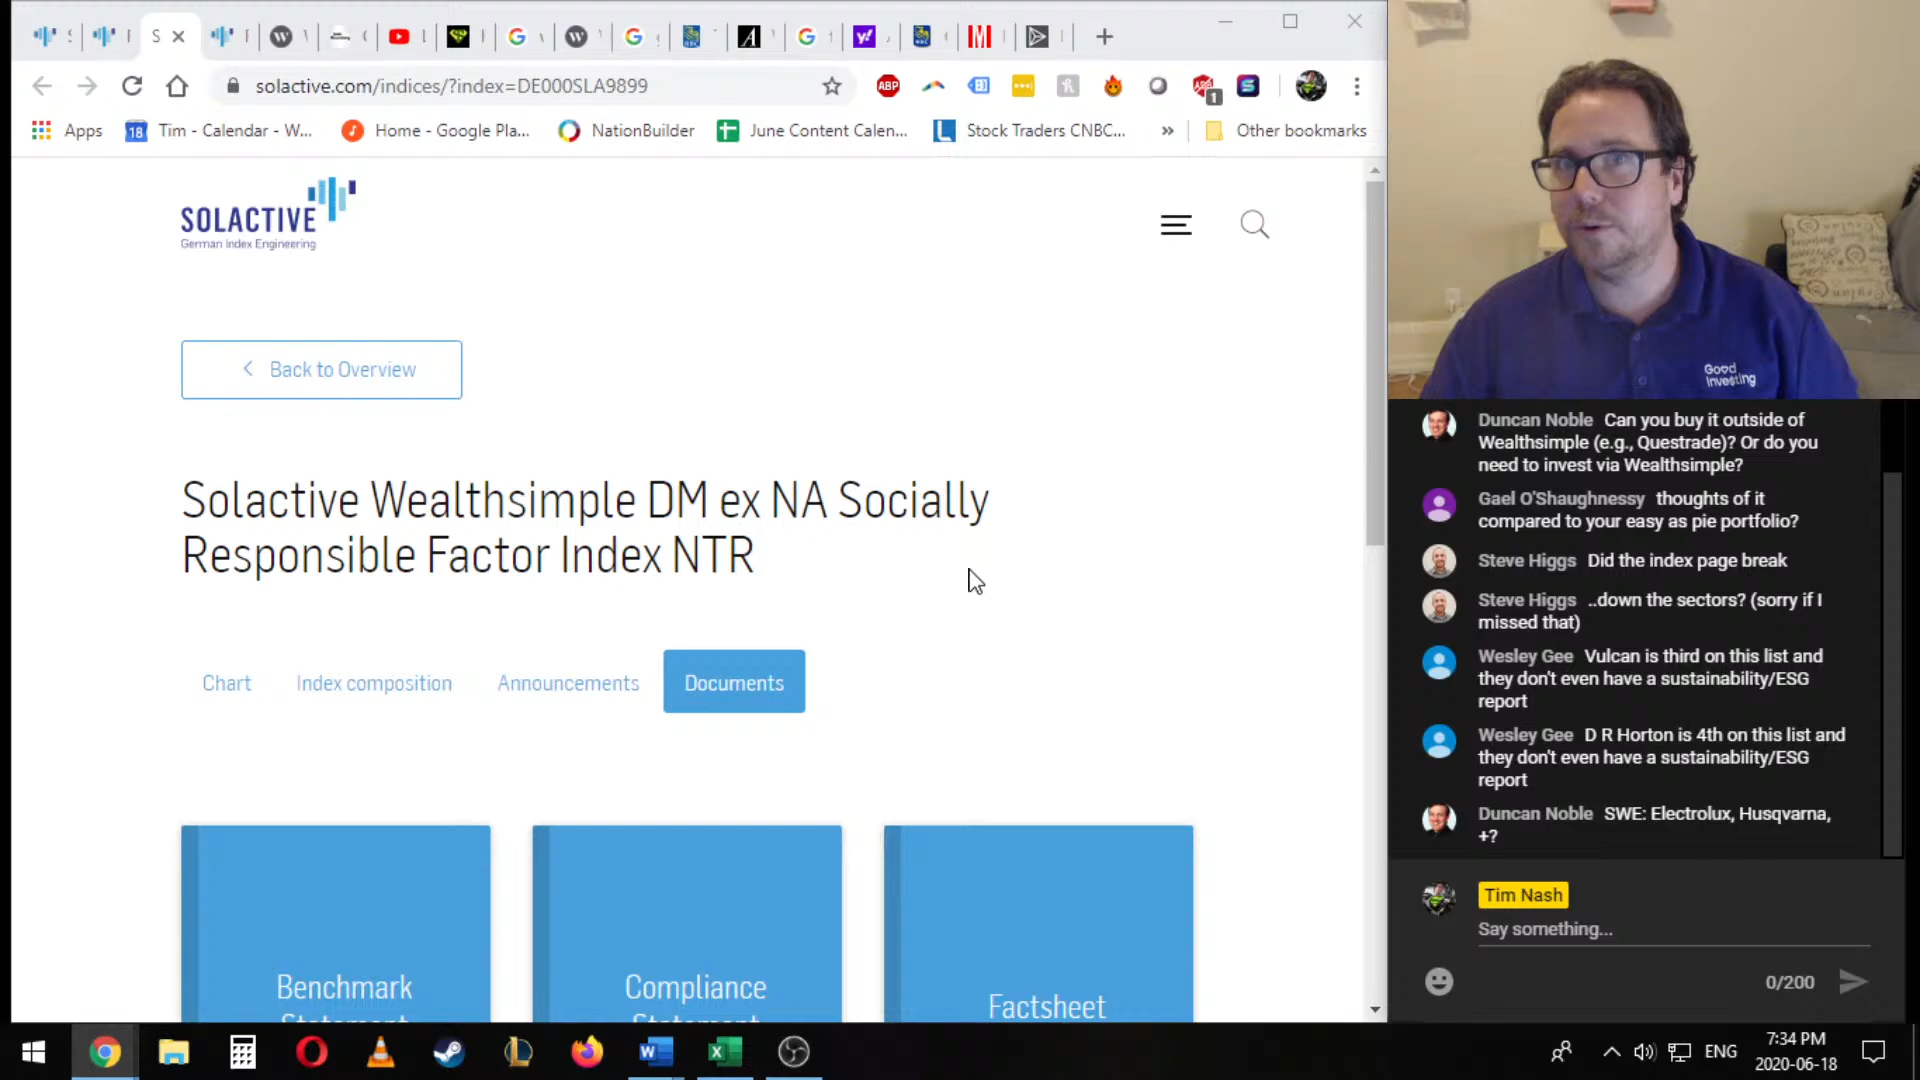 S
solactive.com/indices/?index=DE000SLA9899
ABP
1
Apps
18
Tim - Calendar - W...
Home - Google Pla...
NationBuilder
June Content Calen...
Stock Traders CNBC...
»
Other bookmarks
SOLACTIVE
German Index Engineering
Back to Overview
Solactive Wealthsimple DM ex NA Socially
Responsible Factor Index NTR
Chart
Index composition
Announcements
Documents
Benchmark
Statement
Compliance
Statement
Factsheet
Good
Investing
Duncan Noble Can you buy it outside of
Wealthsimple (e.g., Questrade)? Or do you
need to invest via Wealthsimple?
Gael O'Shaughnessy thoughts of it
compared to your easy as pie portfolio?
Steve Higgs Did the index page break
Steve Higgs ..down the sectors? (sorry if I
missed that)
Wesley Gee Vulcan is third on this list and
they don't even have a sustainability/ESG
report
Wesley Gee D R Horton is 4th on this list and
they don't even have a sustainability/ESG
report
Duncan Noble SWE: Electrolux, Husqvarna,
+?
Tim Nash
Say something...
0/200
ENG
7:34 PM
2020-06-18